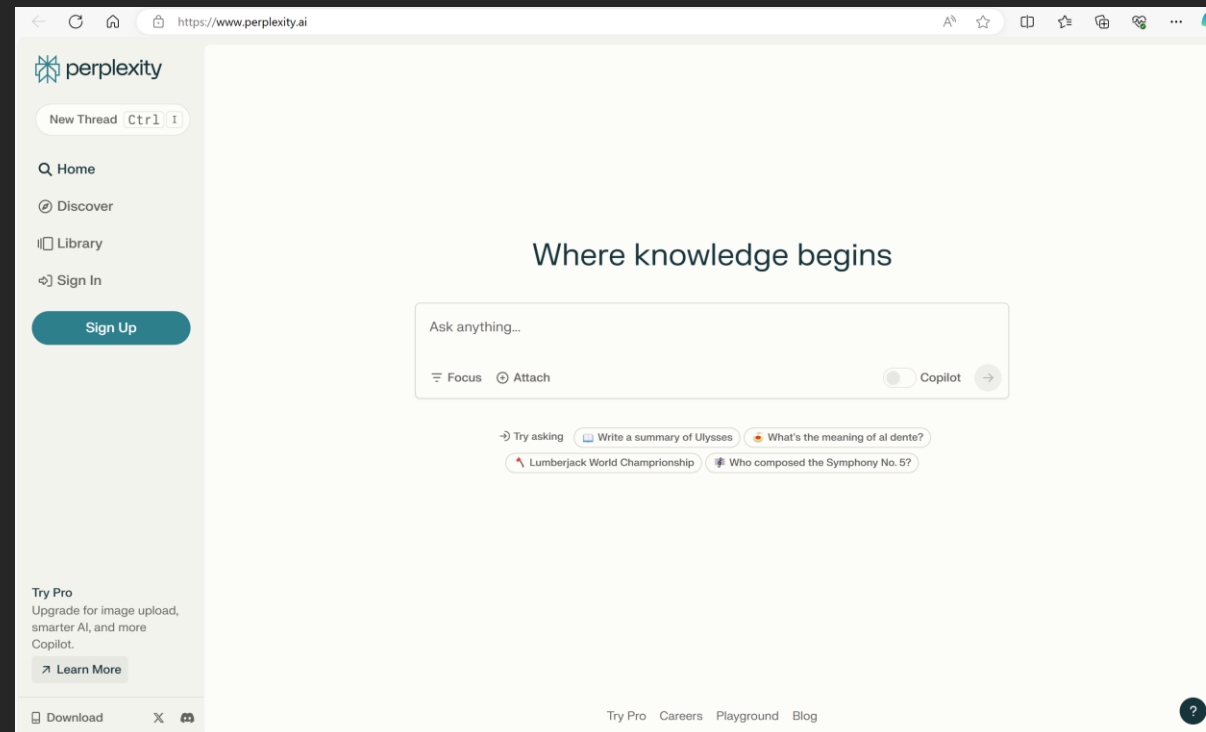 https://www.perplexity.ai
perplexity
New Thread Ctrl I
Home
Discover
Library
Sign In
Sign Up
Where knowledge begins
Ask anything...
Focus Attach Copilot
Try asking Write a summary of Ulysses What's the meaning of al dente?
Lumberjack World Champrionship Who composed the Symphony No. 5?
Try Pro
Upgrade for image upload,
smarter AI, and more
Copilot.
Learn More
Download
Try Pro Careers Playground Blog
?